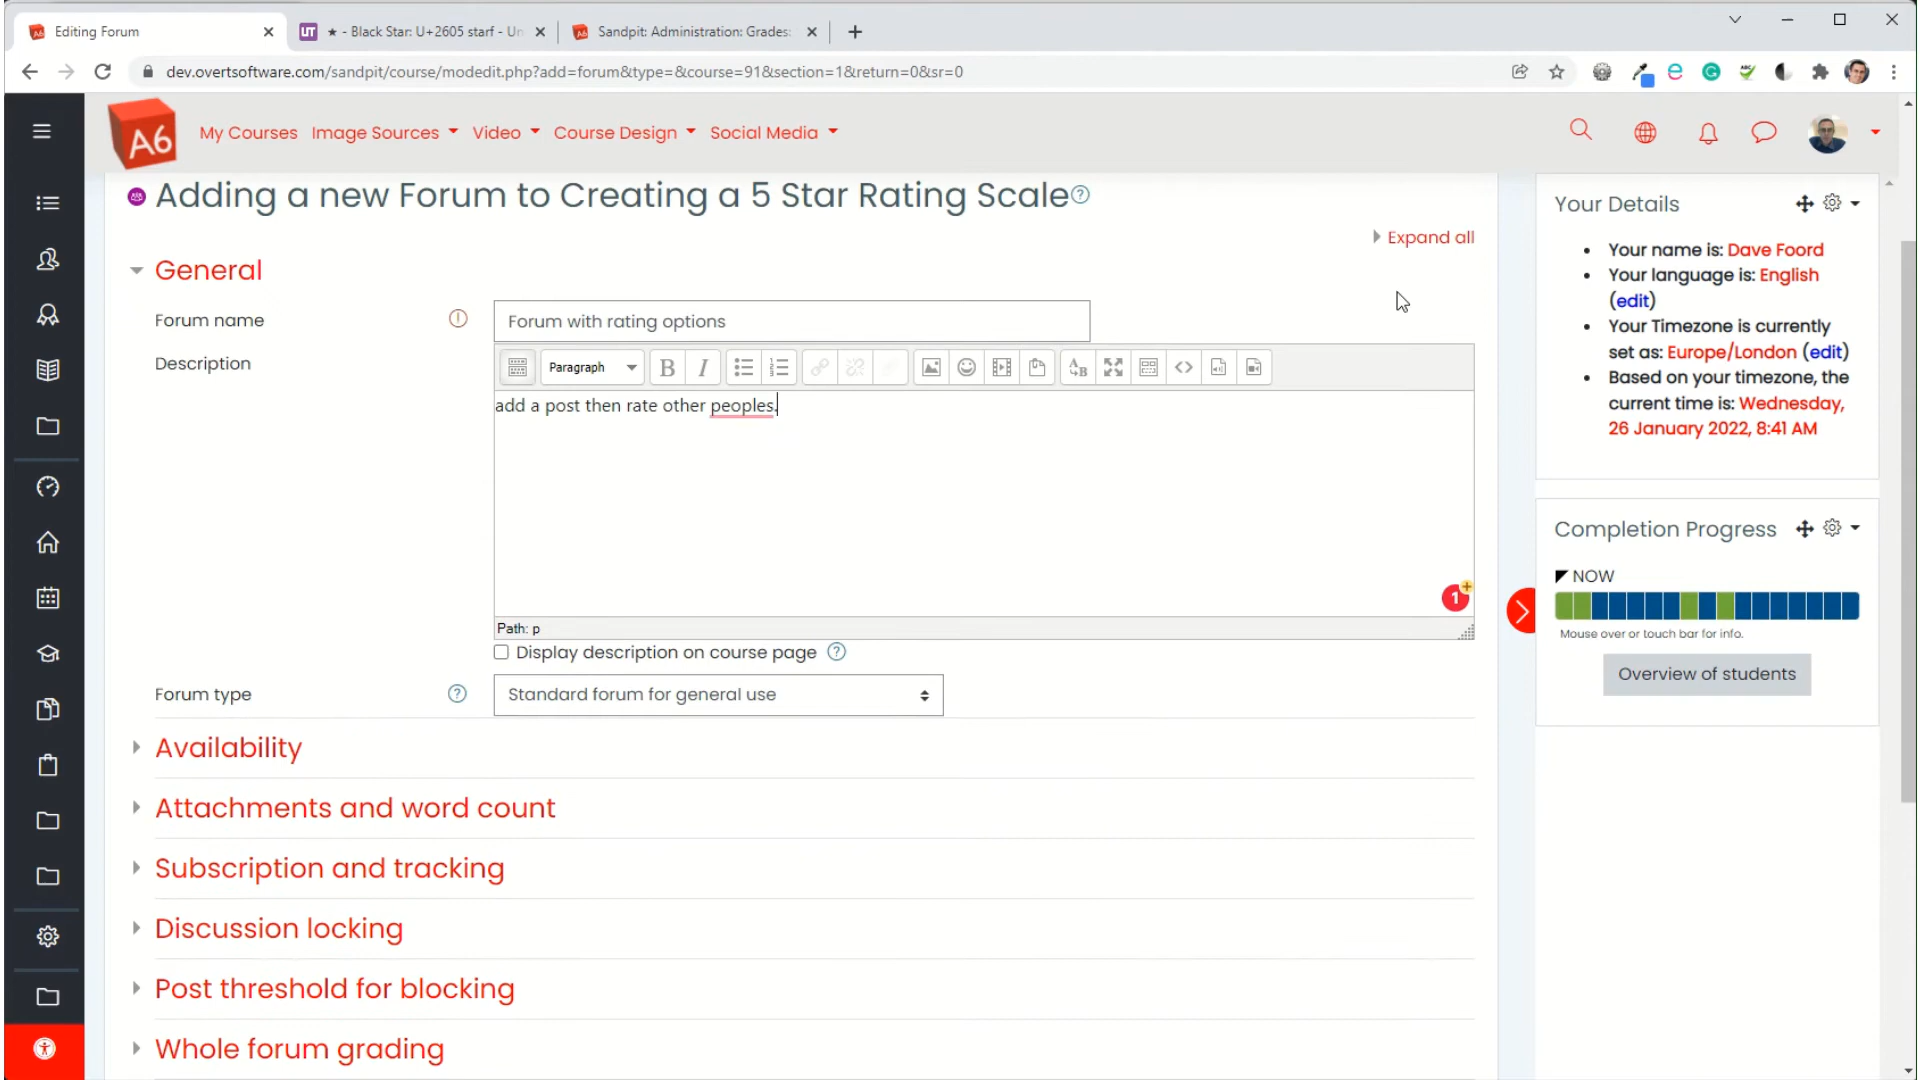 Editing Forum
UT
★ - Black Star: U+2605 starf - Un
Sandpit: Administration: Grades:
dev.overtsoftware.com/sandpit/course/modedit.php?add=forum&type=&course=91&section=1&return=0&sr=0
A6
My Courses
Image Sources
Video
Course Design
Social Media
Adding a new Forum to Creating a 5 Star Rating Scale
Expand all
General
Forum name
Forum with rating options
Description
Paragraph
B
I
add a post then rate other peoples.
1
Path: p
Display description on course page
Forum type
Standard forum for general use
Availability
Attachments and word count
Subscription and tracking
Discussion locking
Post threshold for blocking
Whole forum grading
Your Details
Your name is: Dave Foord
Your language is: English
(edit)
Your Timezone is currently
set as: Europe/London (edit)
Based on your timezone, the
current time is: Wednesday,
26 January 2022, 8:41 AM
Completion Progress
NOW
Mouse over or touch bar for info.
Overview of students